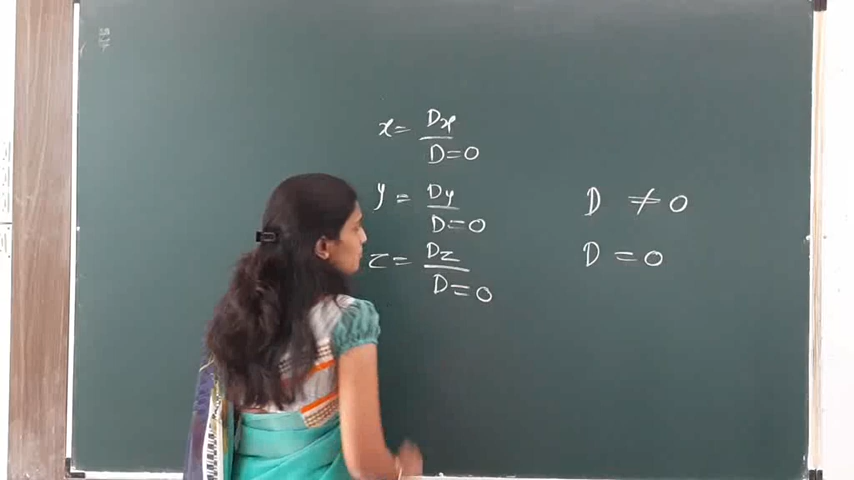 x = Dx
D = 0
y = Dy
D = 0
z = Dz
D = 0
D ≠ 0
D = 0